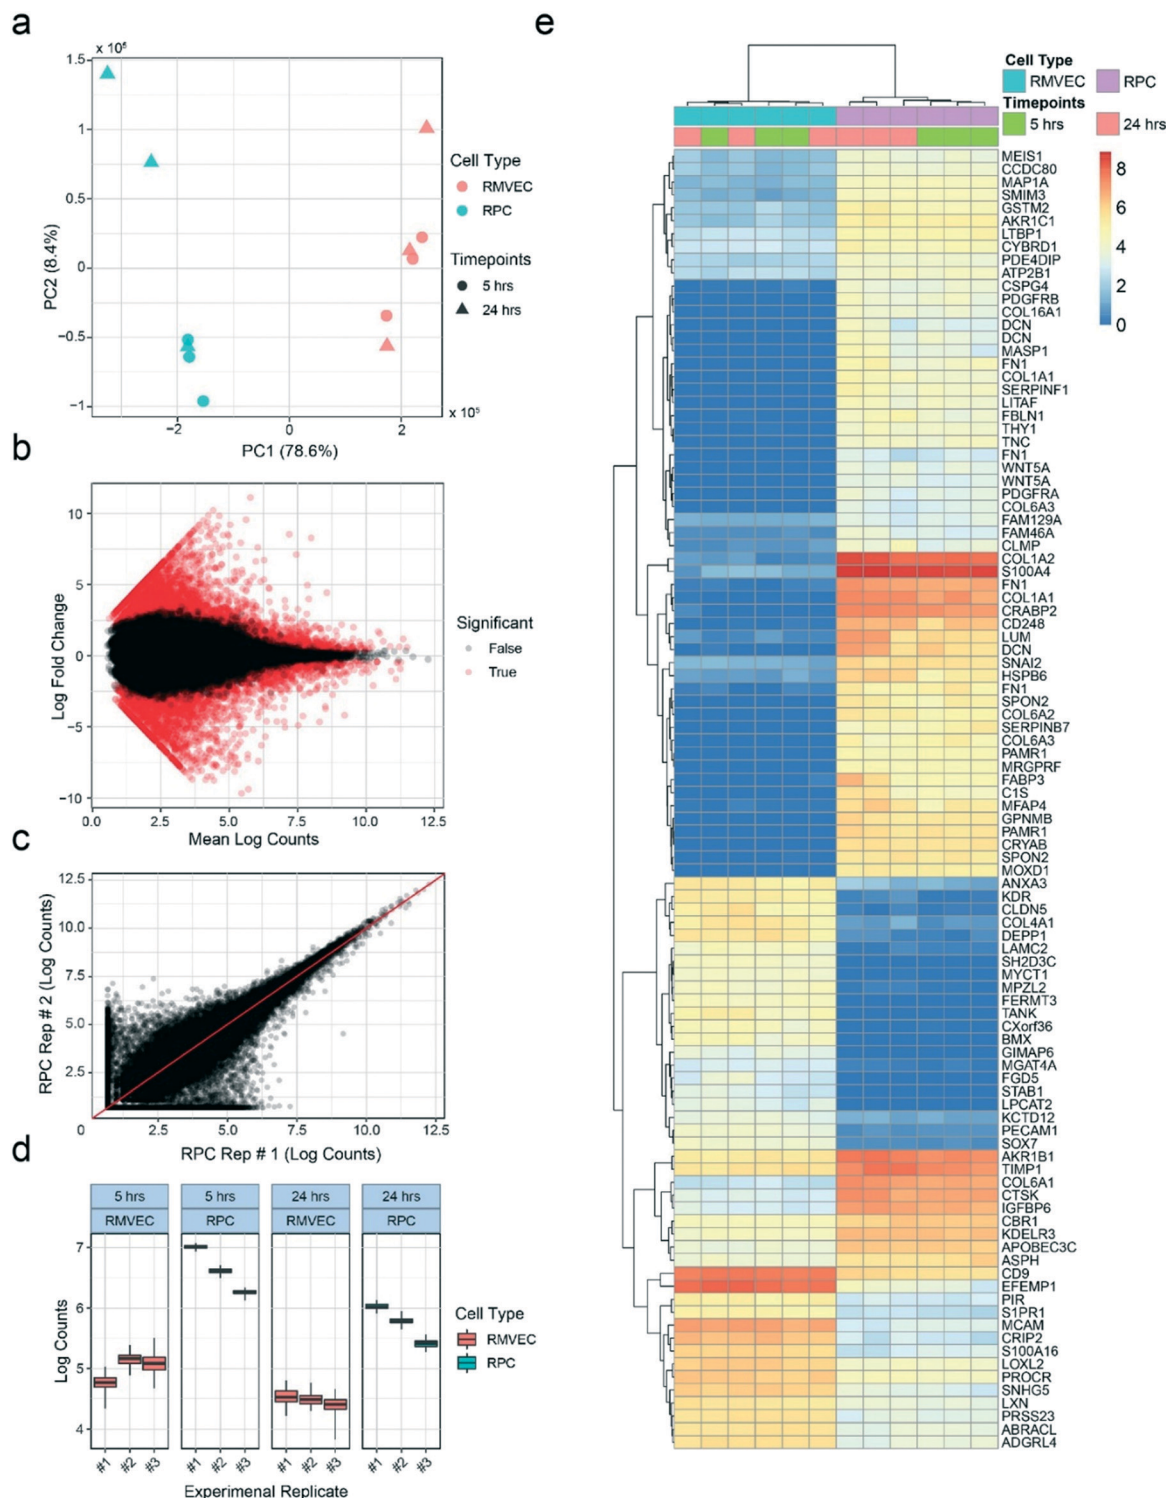 a
x 10⁵
1.5
1
0.5
0
−0.5
−1
PC2 (8.4%)
−2
0
2
x 10⁵
PC1 (78.6%)
Cell Type
RMVEC
RPC
Timepoints
5 hrs
24 hrs
b
10
5
0
−5
−10
Log Fold Change
0.0
2.5
5.0
7.5
10.0
12.5
Mean Log Counts
Significant
False
True
c
12.5
10.0
7.5
5.0
2.5
RPC Rep # 2 (Log Counts)
0
2.5
5.0
7.5
10.0
12.5
RPC Rep # 1 (Log Counts)
d
5 hrs
5 hrs
24 hrs
24 hrs
RMVEC
RPC
RMVEC
RPC
7
6
5
4
Log Counts
#1
#2
#3
#1
#2
#3
#1
#2
#3
#1
#2
#3
Experimenal Replicate
Cell Type
RMVEC
RPC
e
Cell Type
RMVEC
RPC
Timepoints
5 hrs
24 hrs
8
6
4
2
0
MEIS1
CCDC80
MAP1A
SMIM3
GSTM2
AKR1C1
LTBP1
CYBRD1
PDE4DIP
ATP2B1
CSPG4
PDGFRB
COL16A1
DCN
DCN
MASP1
FN1
COL1A1
SERPINF1
LITAF
FBLN1
THY1
TNC
FN1
WNT5A
WNT5A
PDGFRA
COL6A3
FAM129A
FAM46A
CLMP
COL1A2
S100A4
FN1
COL1A1
CRABP2
CD248
LUM
DCN
SNAI2
HSPB6
FN1
SPON2
COL6A2
SERPINB7
COL6A3
PAMR1
MRGPRF
FABP3
C1S
MFAP4
GPNMB
PAMR1
CRYAB
SPON2
MOXD1
ANXA3
KDR
CLDN5
COL4A1
DEPP1
LAMC2
SH2D3C
MYCT1
MPZL2
FERMT3
TANK
CXorf36
BMX
GIMAP6
MGAT4A
FGD5
STAB1
LPCAT2
KCTD12
PECAM1
SOX7
AKR1B1
TIMP1
COL6A1
CTSK
IGFBP6
CBR1
KDELR3
APOBEC3C
ASPH
CD9
EFEMP1
PIR
S1PR1
MCAM
CRIP2
S100A16
LOXL2
PROCR
SNHG5
LXN
PRSS23
ABRACL
ADGRL4